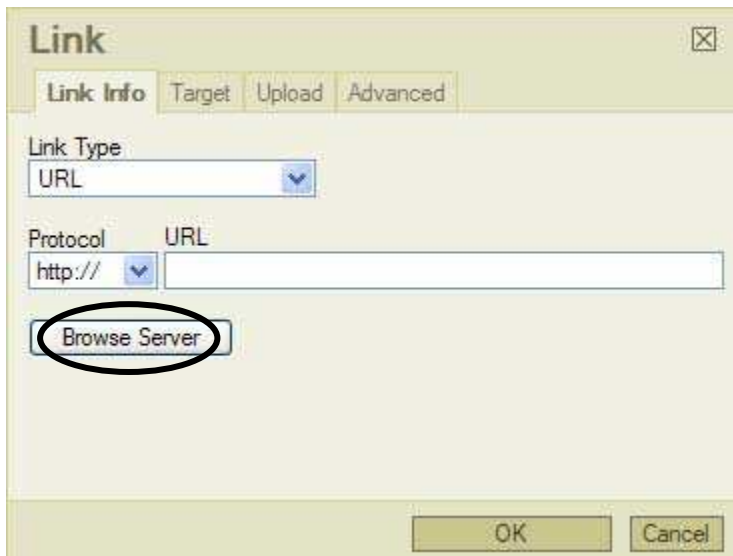 Link
Link Info Target Upload Advanced
Link Type
URL
Protocol URL
http://
Browse Server
OK Cancel